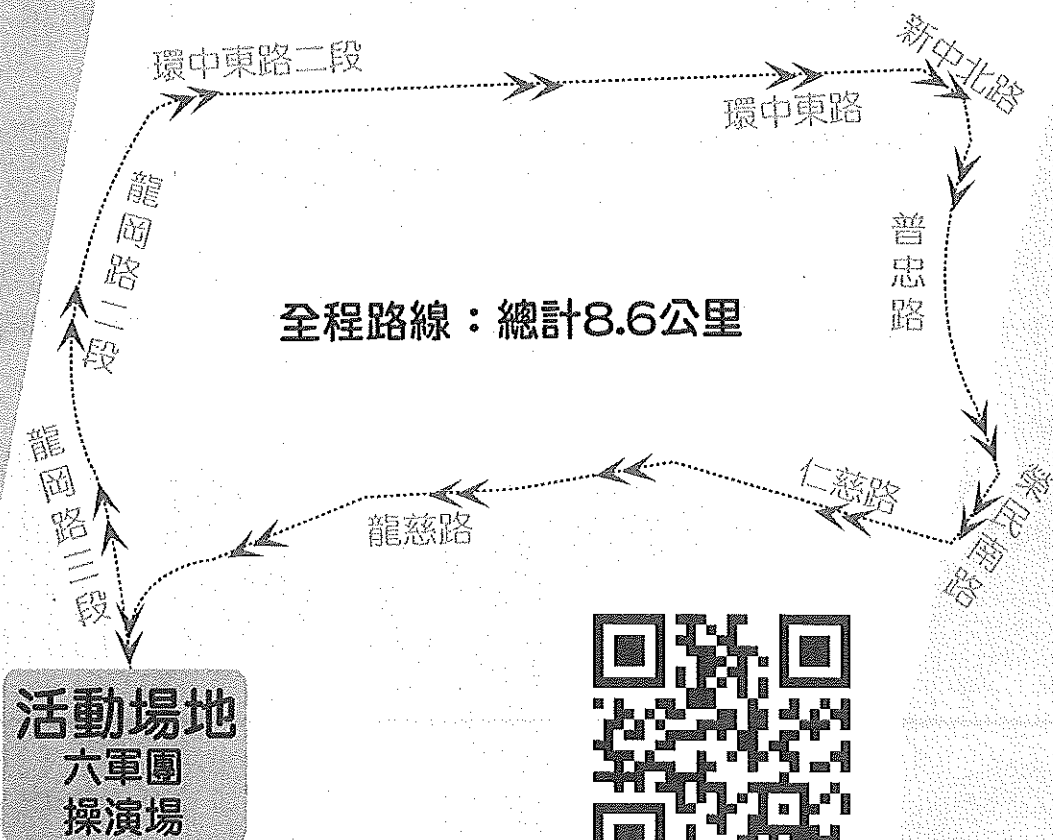 環中東路二段
新中北路
環中東路
龍岡路二段
普忠路
全程路線：總計8.6公里
龍岡路三段
仁慈路
榮民南路
龍慈路
活動場地
六軍團
操演場